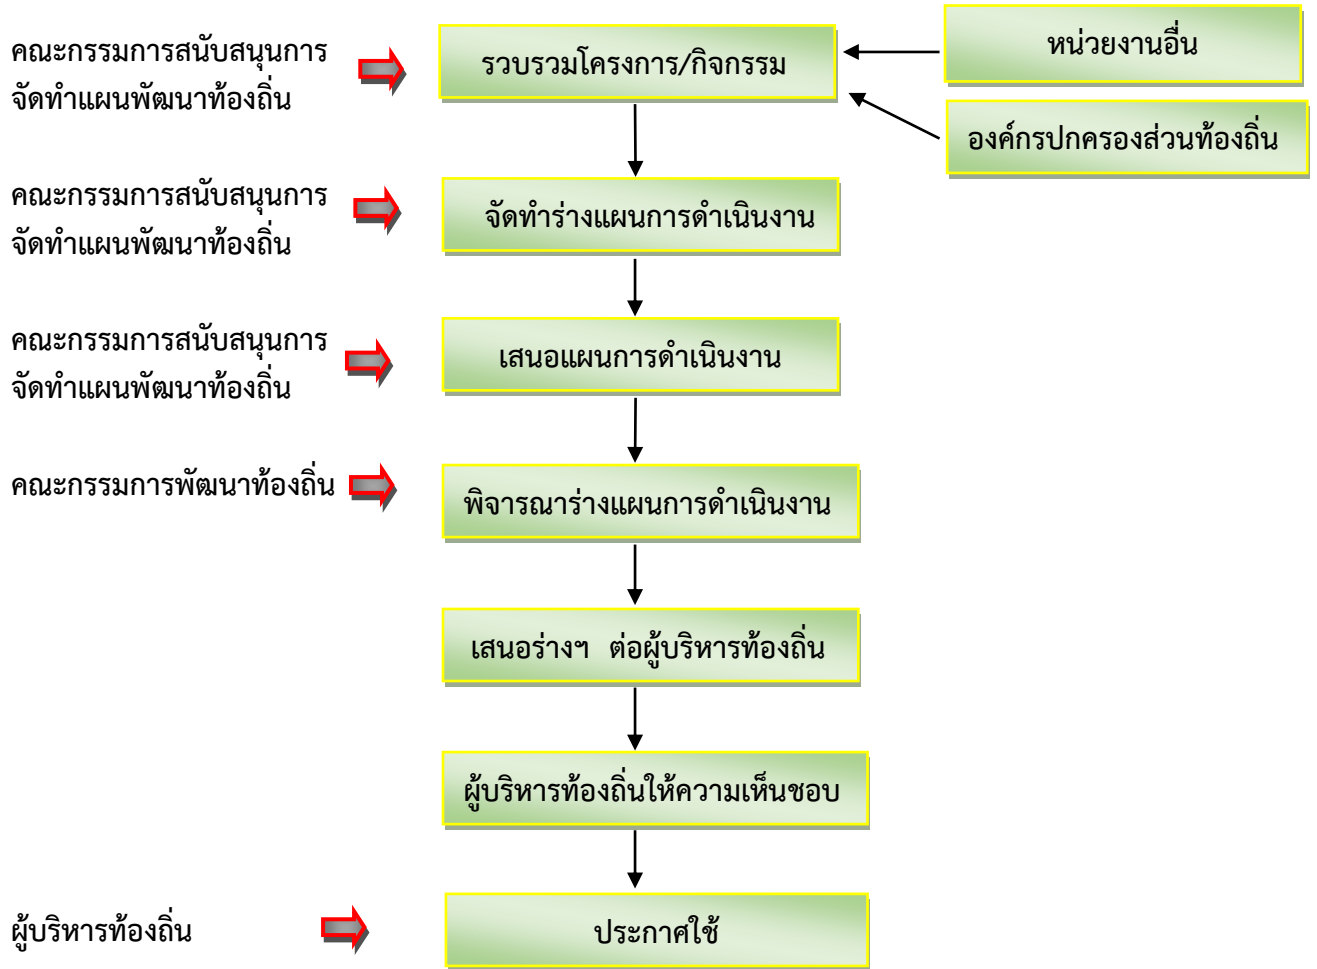 คณะกรรมการสนับสนุนการ
จัดทำแผนพัฒนาท้องถิ่น
รวบรวมโครงการ/กิจกรรม
หน่วยงานอื่น
องค์กรปกครองส่วนท้องถิ่น
คณะกรรมการสนับสนุนการ
จัดทำแผนพัฒนาท้องถิ่น
จัดทำร่างแผนการดำเนินงาน
คณะกรรมการสนับสนุนการ
จัดทำแผนพัฒนาท้องถิ่น
เสนอแผนการดำเนินงาน
คณะกรรมการพัฒนาท้องถิ่น
พิจารณาร่างแผนการดำเนินงาน
เสนอร่างฯ ต่อผู้บริหารท้องถิ่น
ผู้บริหารท้องถิ่นให้ความเห็นชอบ
ผู้บริหารท้องถิ่น
ประกาศใช้